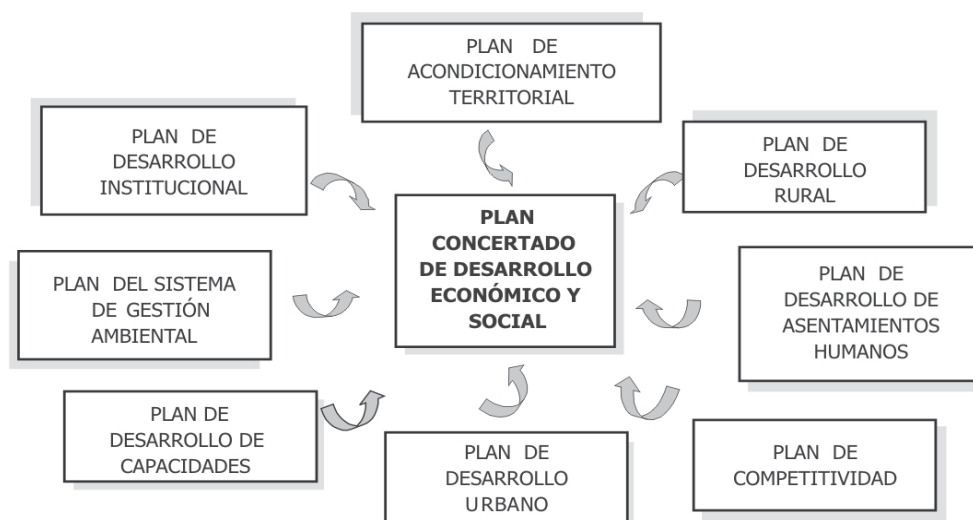 PLAN DE
ACONDICIONAMIENTO
TERRITORIAL
PLAN DE
DESARROLLO
INSTITUCIONAL
PLAN DE
DESARROLLO
RURAL
PLAN
CONCERTADO
DE DESARROLLO
ECONÓMICO Y
SOCIAL
PLAN DEL SISTEMA
DE GESTIÓN
AMBIENTAL
PLAN DE
DESARROLLO DE
ASENTAMIENTOS
HUMANOS
PLAN DE
DESARROLLO DE
CAPACIDADES
PLAN DE
DESARROLLO
URBANO
PLAN DE
COMPETITIVIDAD